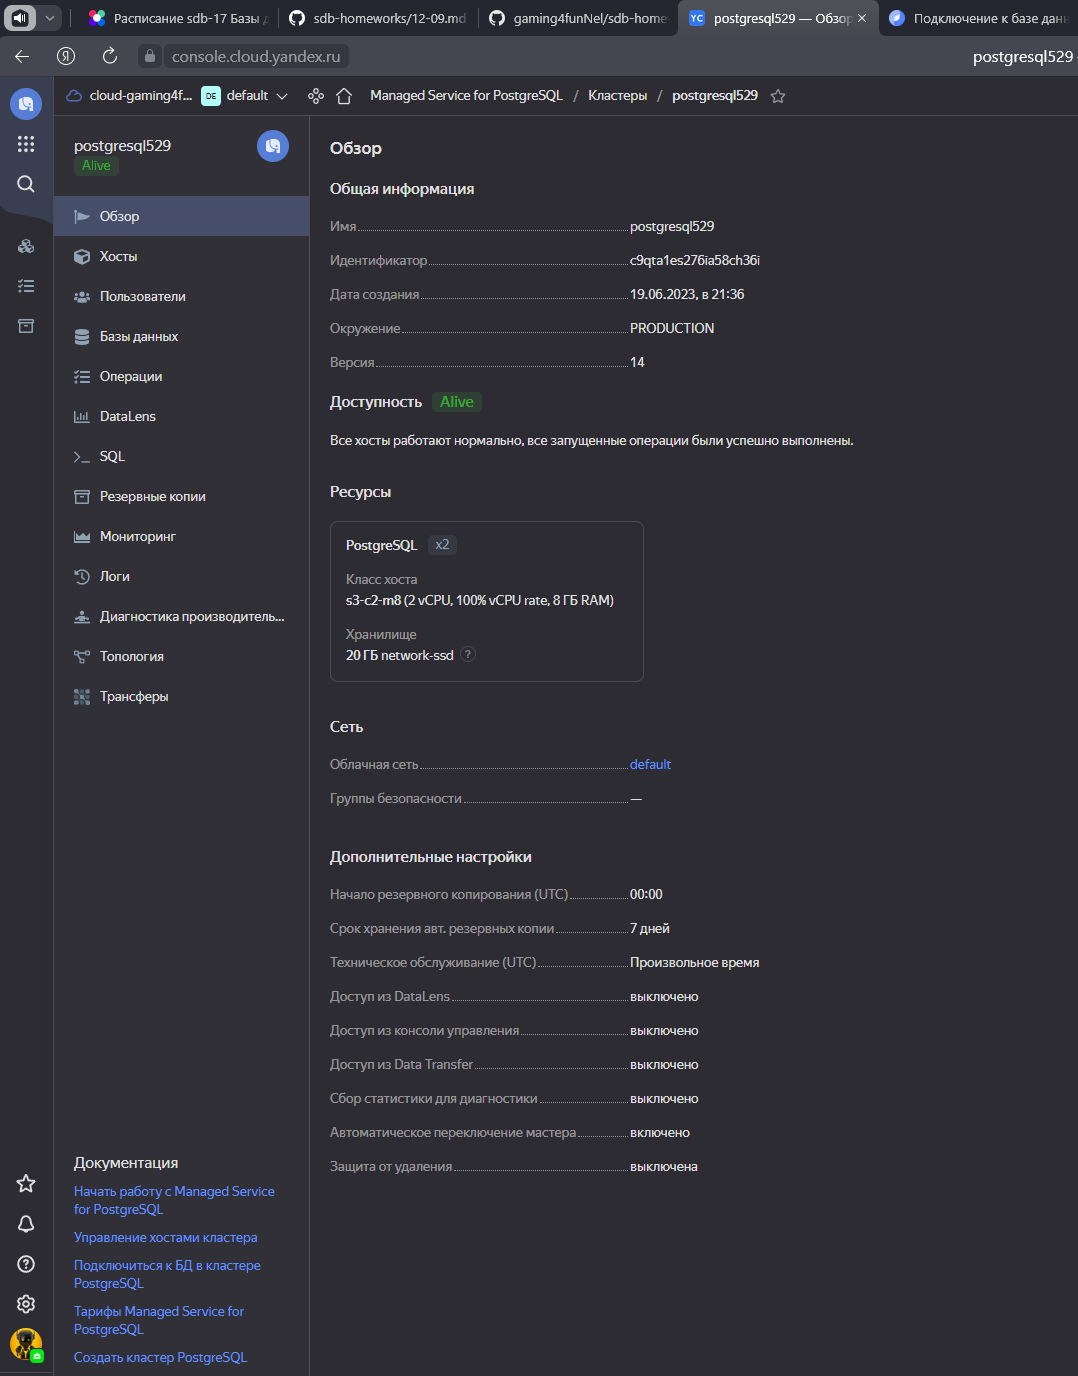 Расписание sdb-17 Базы д
sdb-homeworks/12-09.md
gaming4funNel/sdb-home
YC postgresql529 — Обзор
Подключение к базе данн
console.cloud.yandex.ru
postgresql529
cloud-gaming4f... DE default
Managed Service for PostgreSQL / Кластеры / postgresql529
postgresql529
Alive
Обзор
Хосты
Пользователи
Базы данных
Операции
DataLens
SQL
Резервные копии
Мониторинг
Логи
Диагностика производитель...
Топология
Трансферы
Документация
Начать работу с Managed Service
for PostgreSQL
Управление хостами кластера
Подключиться к БД в кластере
PostgreSQL
Тарифы Managed Service for
PostgreSQL
Создать кластер PostgreSQL
Обзор
Общая информация
Имя postgresql529
Идентификатор c9qta1es276ia58ch36i
Дата создания 19.06.2023, в 21:36
Окружение PRODUCTION
Версия 14
Доступность Alive
Все хосты работают нормально, все запущенные операции были успешно выполнены.
Ресурсы
PostgreSQL x2
Класс хоста
s3-c2-m8 (2 vCPU, 100% vCPU rate, 8 ГБ RAM)
Хранилище
20 ГБ network-ssd ?
Сеть
Облачная сеть default
Группы безопасности —
Дополнительные настройки
Начало резервного копирования (UTC) 00:00
Срок хранения авт. резервных копии 7 дней
Техническое обслуживание (UTC) Произвольное время
Доступ из DataLens выключено
Доступ из консоли управления выключено
Доступ из Data Transfer выключено
Сбор статистики для диагностики выключено
Автоматическое переключение мастера включено
Защита от удаления выключена